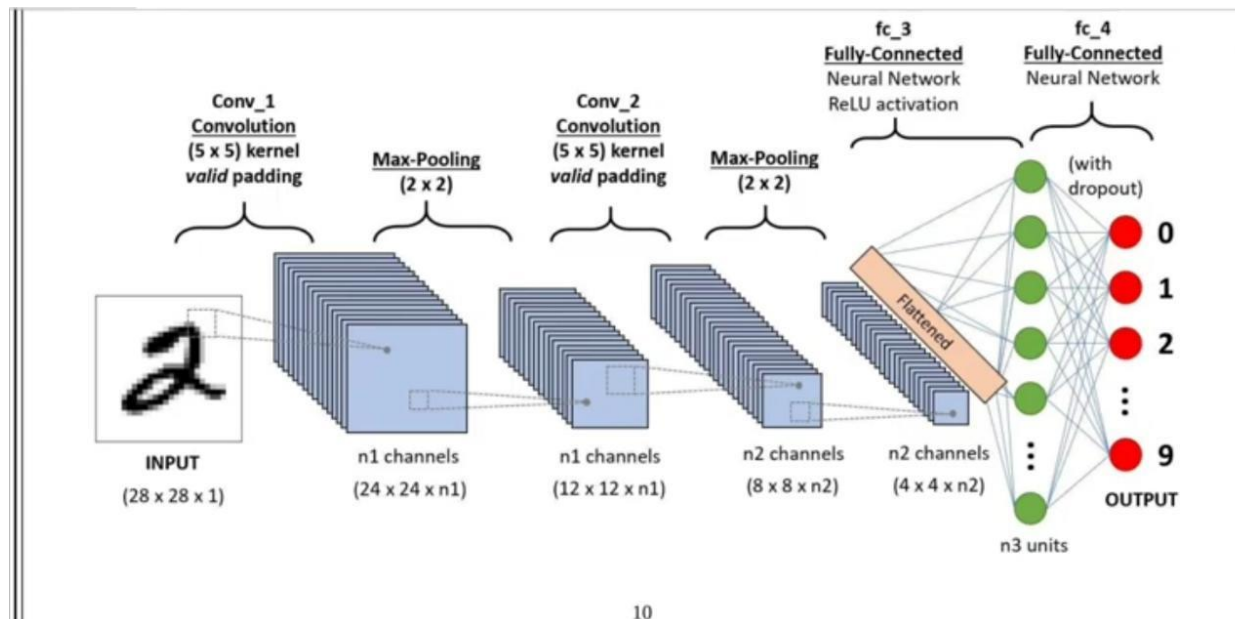 fc_3
Fully-Connected
Neural Network
ReLU activation
fc_4
Fully-Connected
Neural Network
Conv_1
Convolution
(5 x 5) kernel
valid padding
Max-Pooling
(2 x 2)
Conv_2
Convolution
(5 x 5) kernel
valid padding
Max-Pooling
(2 x 2)
(with
dropout)
Flattened
0
1
2
9
INPUT
(28 x 28 x 1)
n1 channels
(24 x 24 x n1)
n1 channels
(12 x 12 x n1)
n2 channels
(8 x 8 x n2)
n2 channels
(4 x 4 x n2)
n3 units
OUTPUT
10